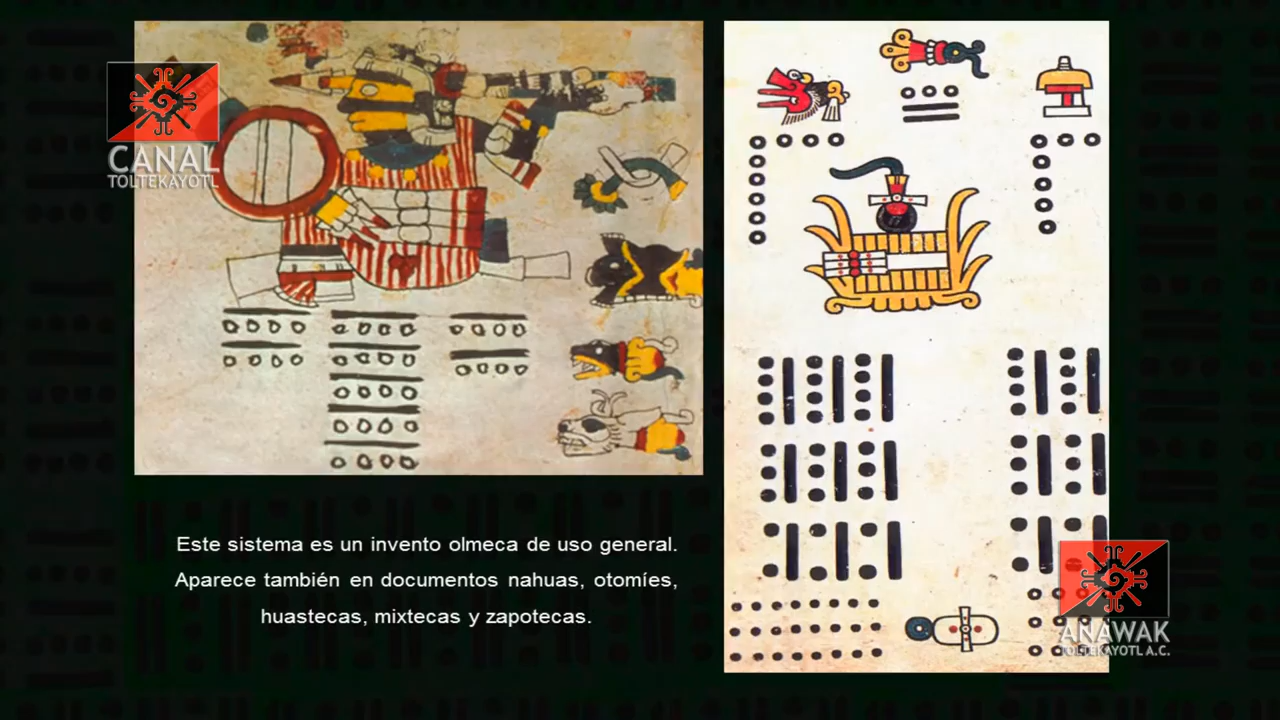 CANAL
TOLTEKAYOTL
Este sistema es un invento olmeca de uso general.
Aparece también en documentos nahuas, otomíes,
huastecas, mixtecas y zapotecas.
ANAWAK
TOLTEKAYOTL A.C.